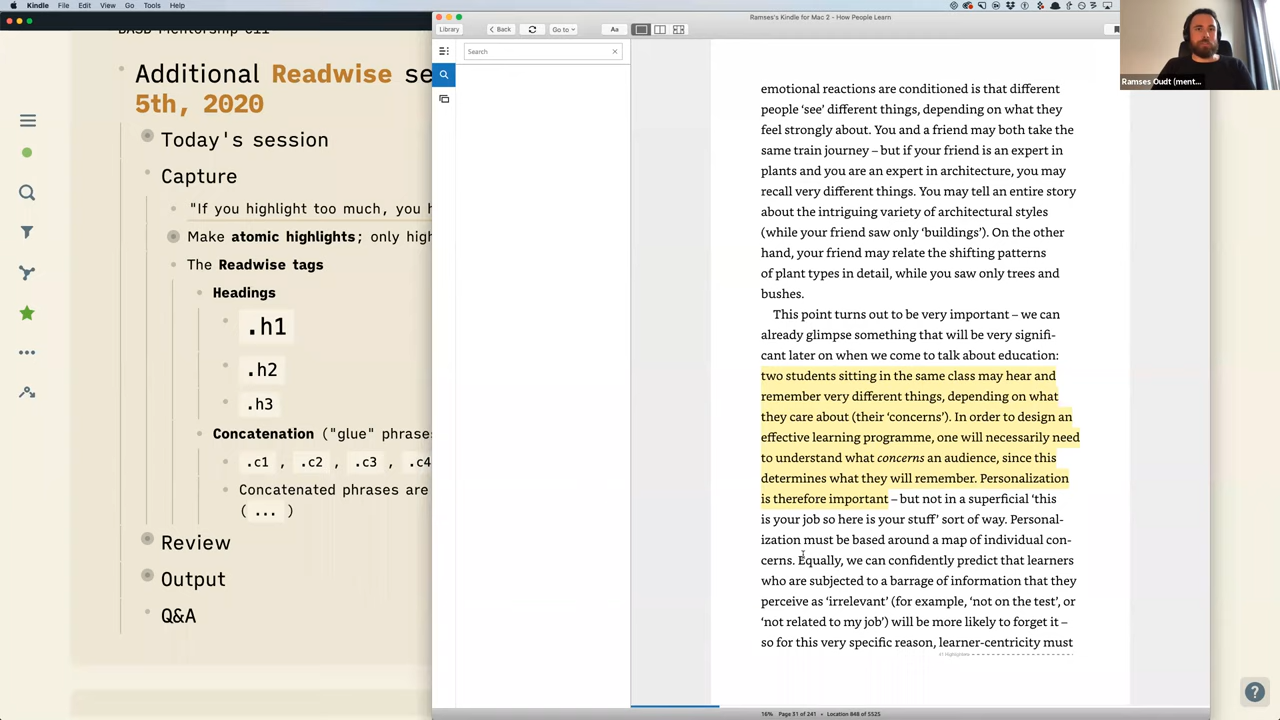 Kindle File Edit View Go Tools Help
Ramses's Kindle for Mac 2 - How People Learn
Library
Back
Go to
Aa
Search
BASB Mentorship 011
Additional Readwise se
5th, 2020
Today's session
Capture
"If you highlight too much, you h
Make atomic highlights; only hig
The Readwise tags
Headings
.h1
.h2
.h3
Concatenation ("glue" phrase
.c1 , .c2 , .c3 , .c4
Concatenated phrases are
( ... )
Review
Output
Q&A
emotional reactions are conditioned is that different
people ‘see’ different things, depending on what they
feel strongly about. You and a friend may both take the
same train journey – but if your friend is an expert in
plants and you are an expert in architecture, you may
recall very different things. You may tell an entire story
about the intriguing variety of architectural styles
(while your friend saw only ‘buildings’). On the other
hand, your friend may relate the shifting patterns
of plant types in detail, while you saw only trees and
bushes.
This point turns out to be very important – we can
already glimpse something that will be very signifi-
cant later on when we come to talk about education:
two students sitting in the same class may hear and
remember very different things, depending on what
they care about (their ‘concerns’). In order to design an
effective learning programme, one will necessarily need
to understand what concerns an audience, since this
determines what they will remember. Personalization
is therefore important – but not in a superficial ‘this
is your job so here is your stuff’ sort of way. Personal-
ization must be based around a map of individual con-
cerns. Equally, we can confidently predict that learners
who are subjected to a barrage of information that they
perceive as ‘irrelevant’ (for example, ‘not on the test’, or
‘not related to my job’) will be more likely to forget it –
so for this very specific reason, learner-centricity must
16% Page 31 of 241 • Location 848 of 5525
Ramses Oudt (ment...
?